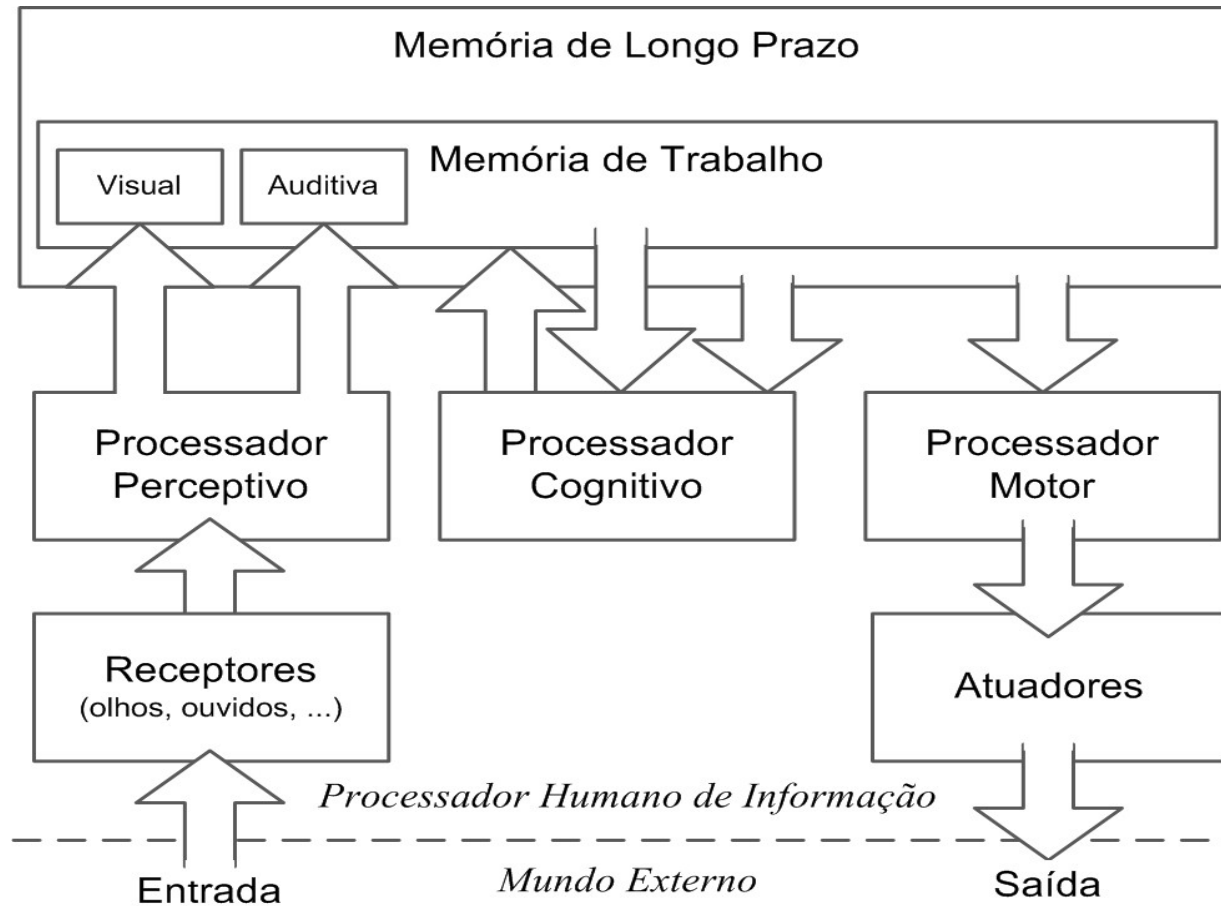 Memória de Longo Prazo
Memória de Trabalho
Visual
Auditiva
Processador
Perceptivo
Processador
Cognitivo
Processador
Motor
Receptores
(olhos, ouvidos, ...)
Atuadores
Processador Humano de Informação
Entrada
Mundo Externo
Saída